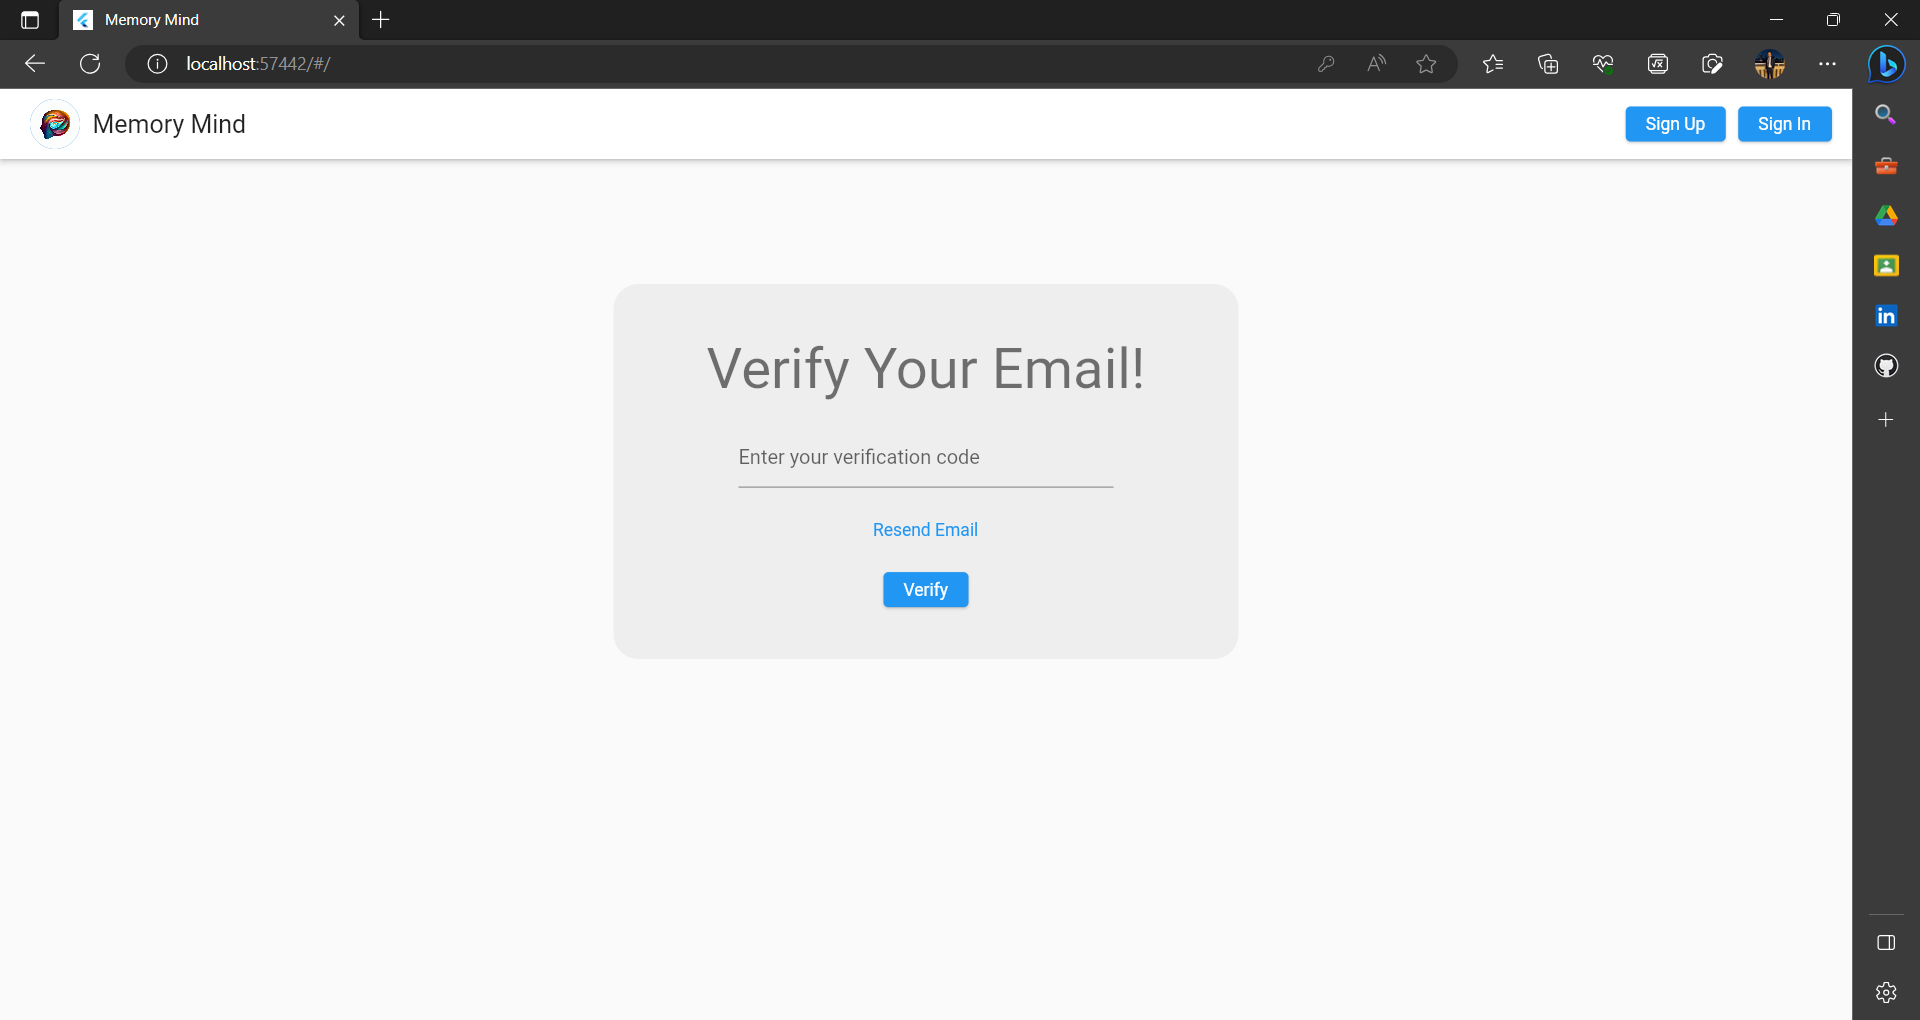 Memory Mind
localhost:57442/#/
Memory Mind
Sign Up
Sign In
Verify Your Email!
Enter your verification code
Resend Email
Verify